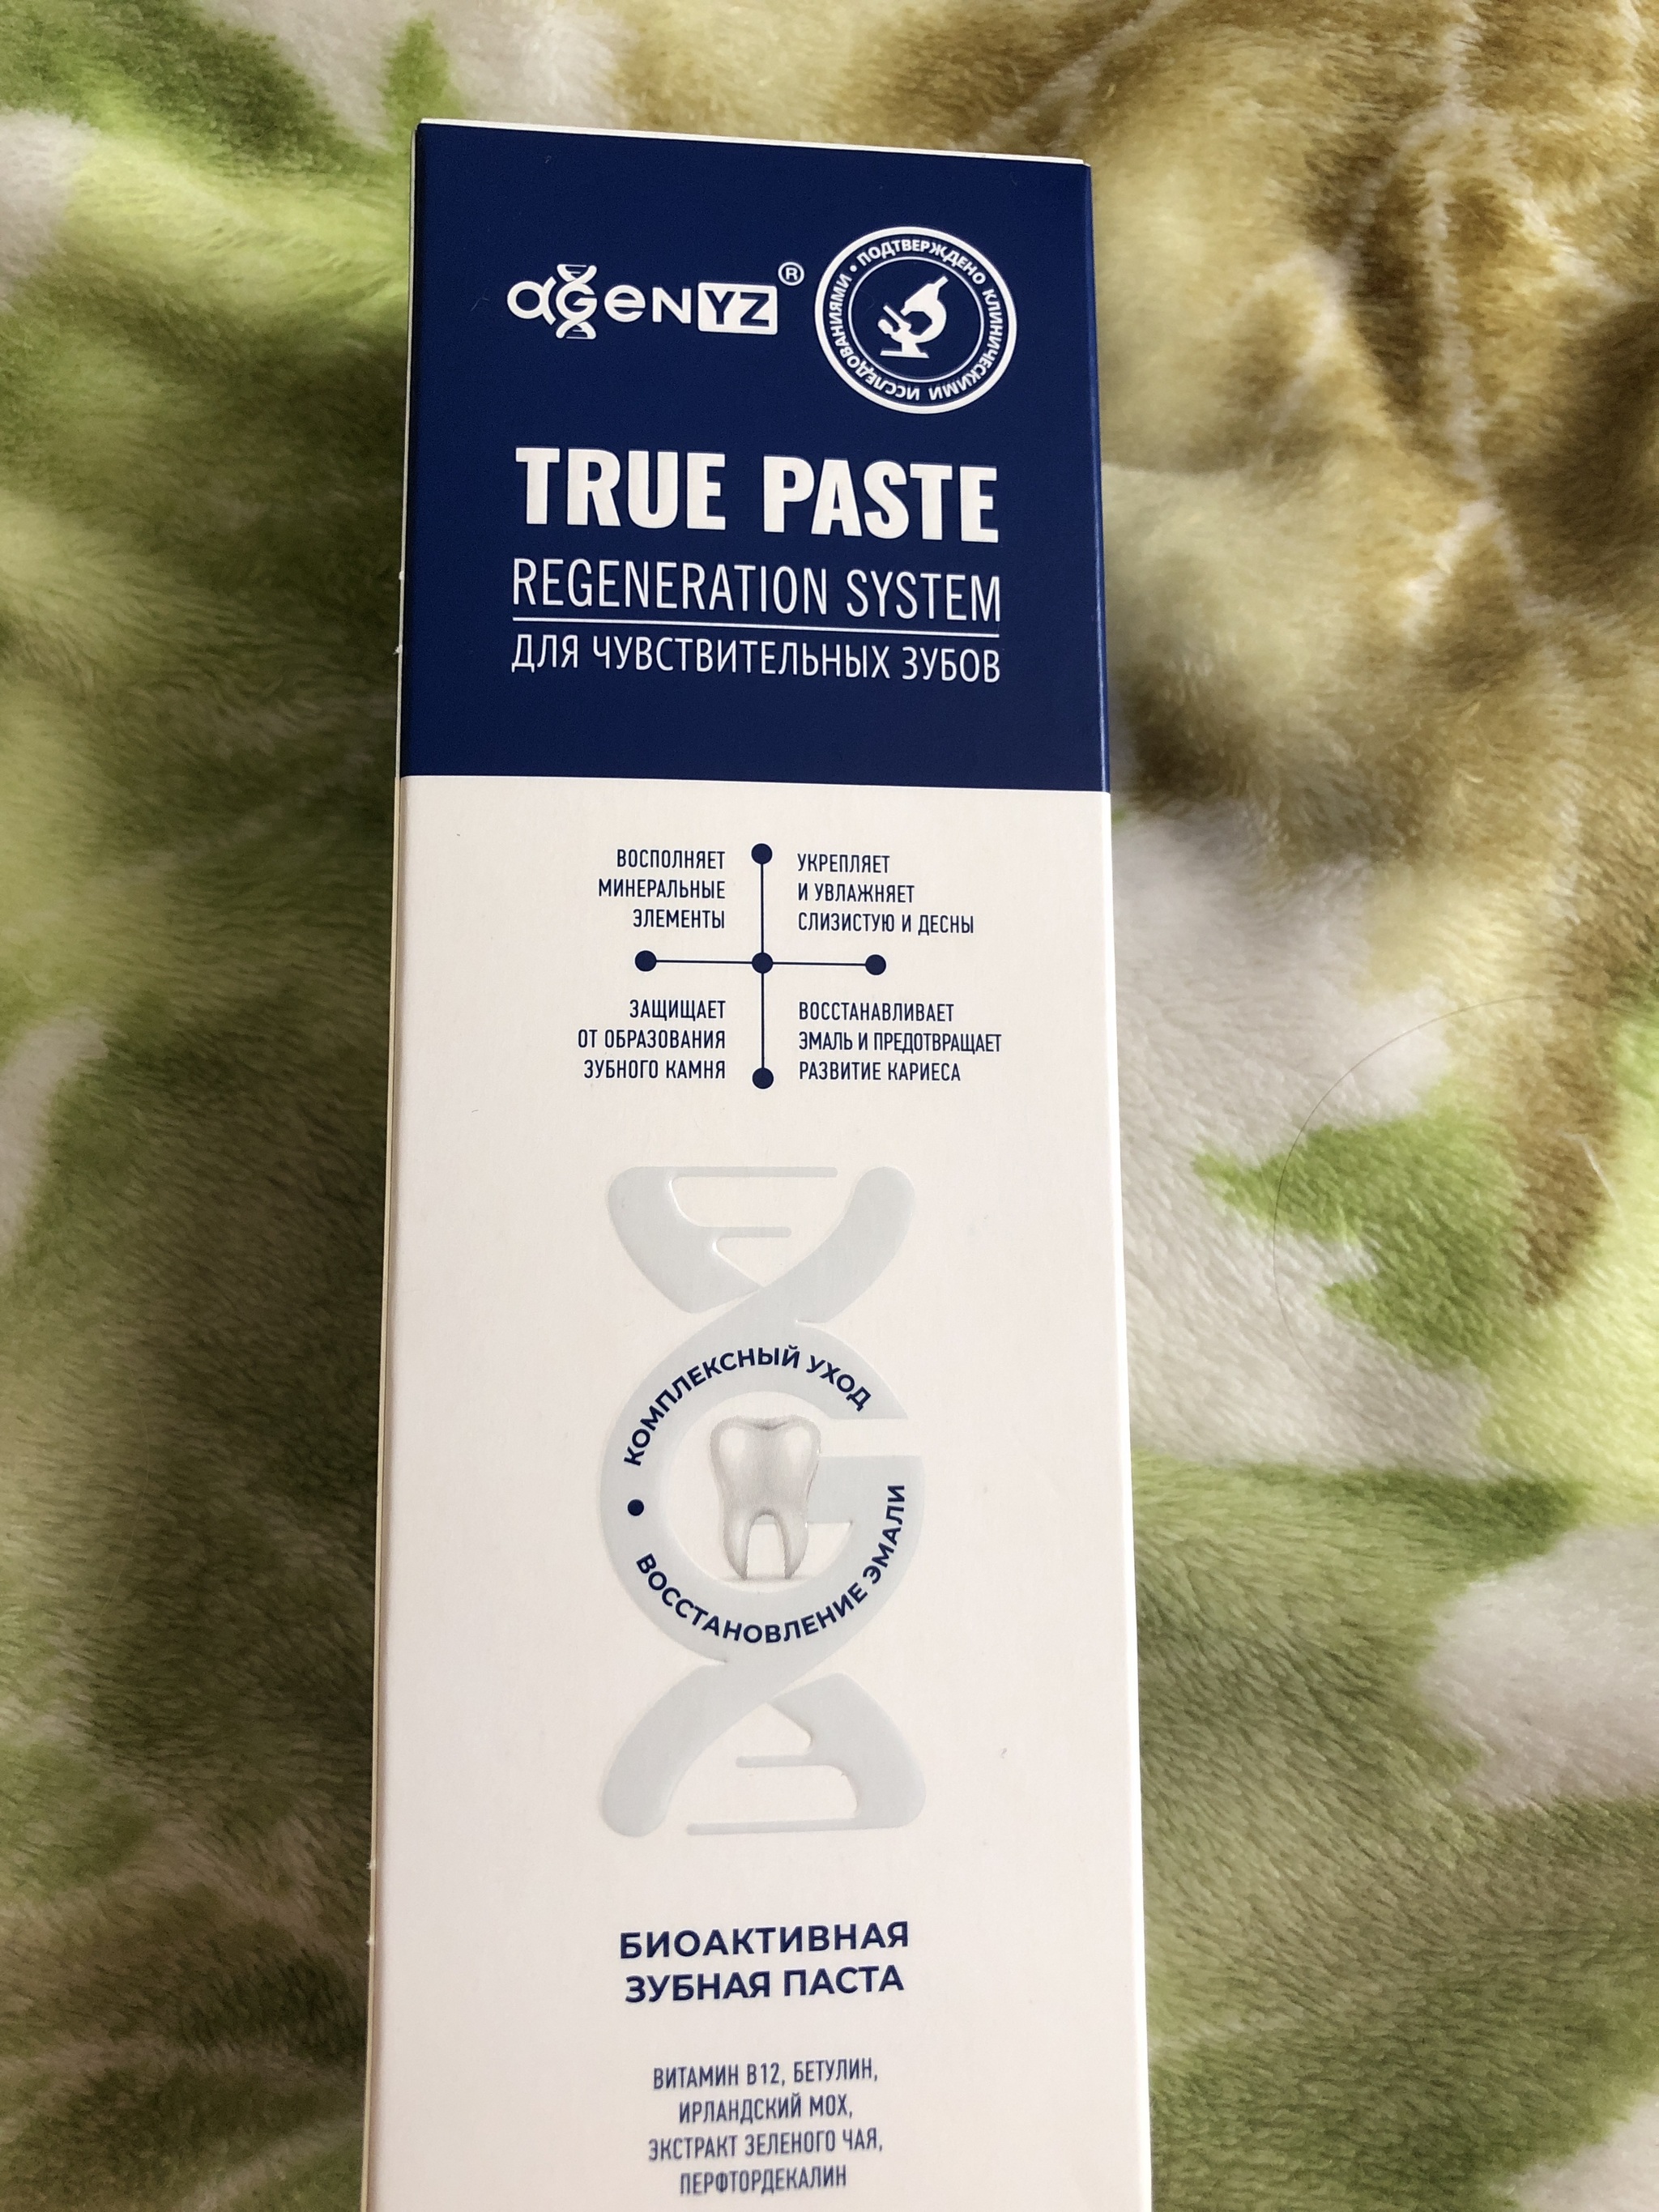 agenYZ®
• ПОДТВЕРЖДЕНО КЛИНИЧЕСКИМИ ИССЛЕДОВАНИЯМИ
TRUE PASTE
REGENERATION SYSTEM
ДЛЯ ЧУВСТВИТЕЛЬНЫХ ЗУБОВ
ВОСПОЛНЯЕТ
МИНЕРАЛЬНЫЕ
ЭЛЕМЕНТЫ
УКРЕПЛЯЕТ
И УВЛАЖНЯЕТ
СЛИЗИСТУЮ И ДЕСНЫ
ЗАЩИЩАЕТ
ОТ ОБРАЗОВАНИЯ
ЗУБНОГО КАМНЯ
ВОССТАНАВЛИВАЕТ
ЭМАЛЬ И ПРЕДОТВРАЩАЕТ
РАЗВИТИЕ КАРИЕСА
КОМПЛЕКСНЫЙ УХОД
• ВОССТАНОВЛЕНИЕ ЭМАЛИ
БИОАКТИВНАЯ
ЗУБНАЯ ПАСТА
ВИТАМИН B12, БЕТУЛИН,
ИРЛАНДСКИЙ МОХ,
ЭКСТРАКТ ЗЕЛЕНОГО ЧАЯ,
ПЕРФТОРДЕКАЛИН